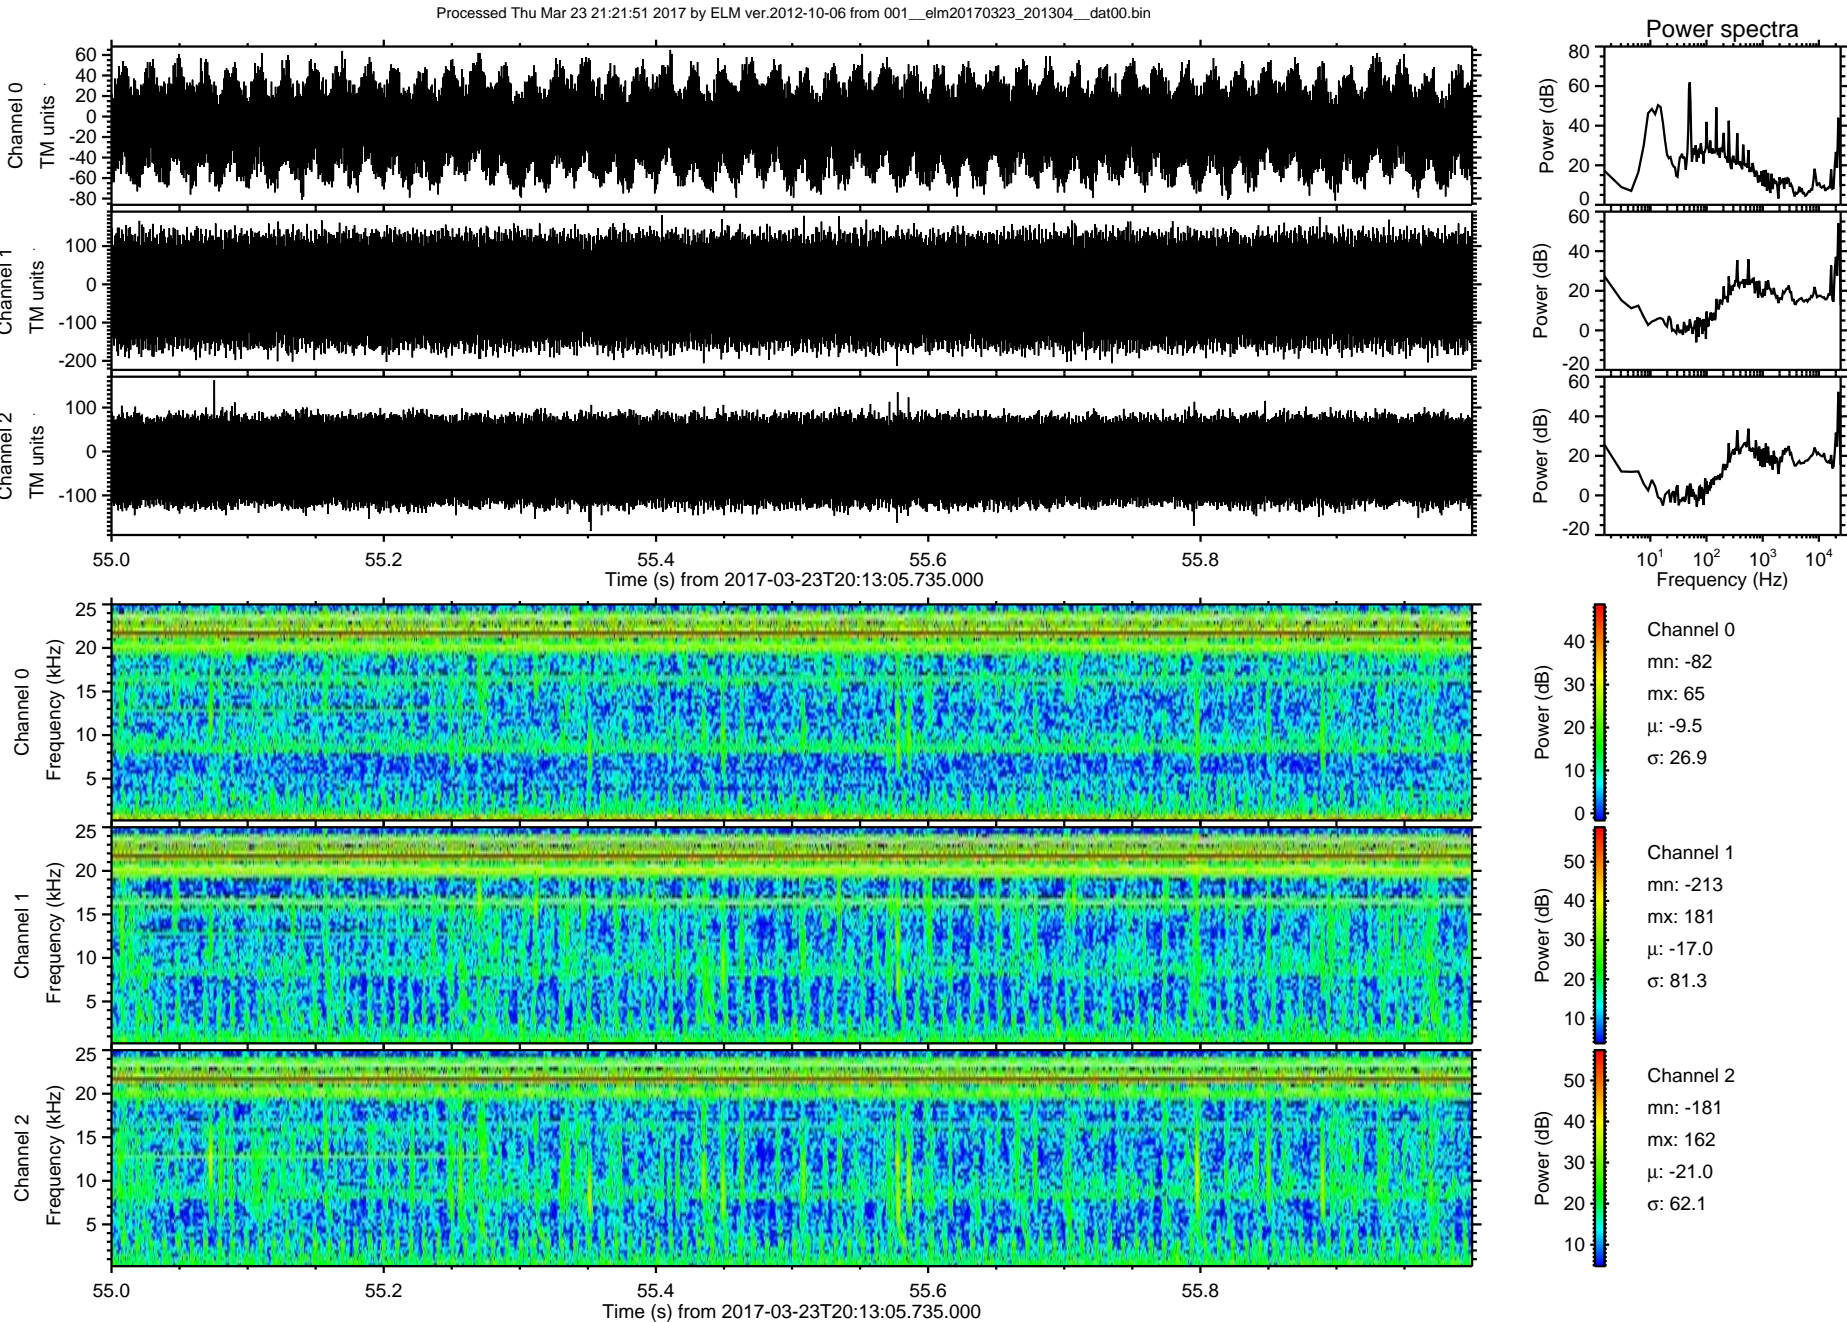 Processed Thu Mar 23 21:21:51 2017 by ELM ver.2012-10-06 from 001__elm20170323_201304__dat00.bin
Power spectra
Channel 0
TM units
60
40
20
0
-20
-40
-60
-80
Power (dB)
80
60
40
20
0
Channel 1
TM units
100
0
-100
-200
Power (dB)
60
40
20
0
-20
Channel 2
TM units
100
0
-100
Power (dB)
60
40
20
0
-20
55.0 55.2 55.4 55.6 55.8
Time (s) from 2017-03-23T20:13:05.735.000
10^1 10^2 10^3 10^4
Frequency (Hz)
Channel 0
Frequency (kHz)
25
20
15
10
5
Power (dB)
40
30
20
10
0
Channel 0
mn: -82
mx: 65
μ: -9.5
σ: 26.9
Channel 1
Frequency (kHz)
25
20
15
10
5
Power (dB)
50
40
30
20
10
Channel 1
mn: -213
mx: 181
μ: -17.0
σ: 81.3
Channel 2
Frequency (kHz)
25
20
15
10
5
Power (dB)
50
40
30
20
10
Channel 2
mn: -181
mx: 162
μ: -21.0
σ: 62.1
55.0 55.2 55.4 55.6 55.8
Time (s) from 2017-03-23T20:13:05.735.000